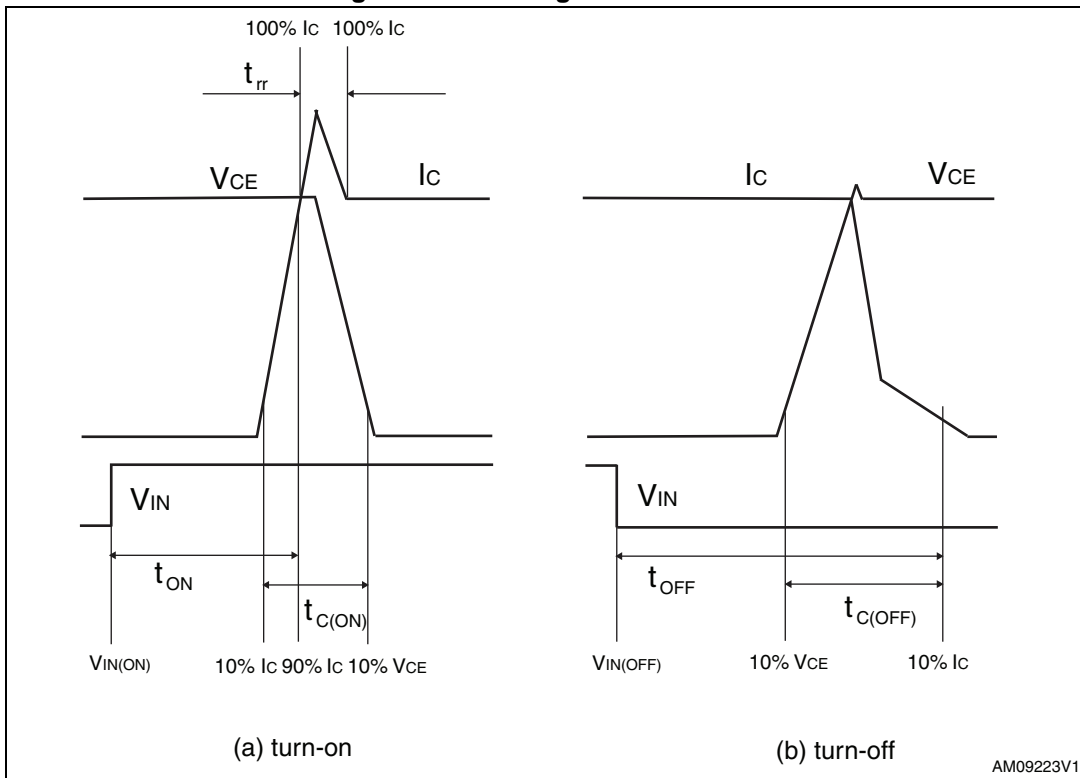 100% IC 100% IC
trr
VCE
IC
VIN
tON
tC(ON)
VIN(ON)
10% IC 90% IC 10% VCE
(a) turn-on
IC
VCE
VIN
tOFF
tC(OFF)
VIN(OFF)
10% VCE
10% IC
(b) turn-off
AM09223V1